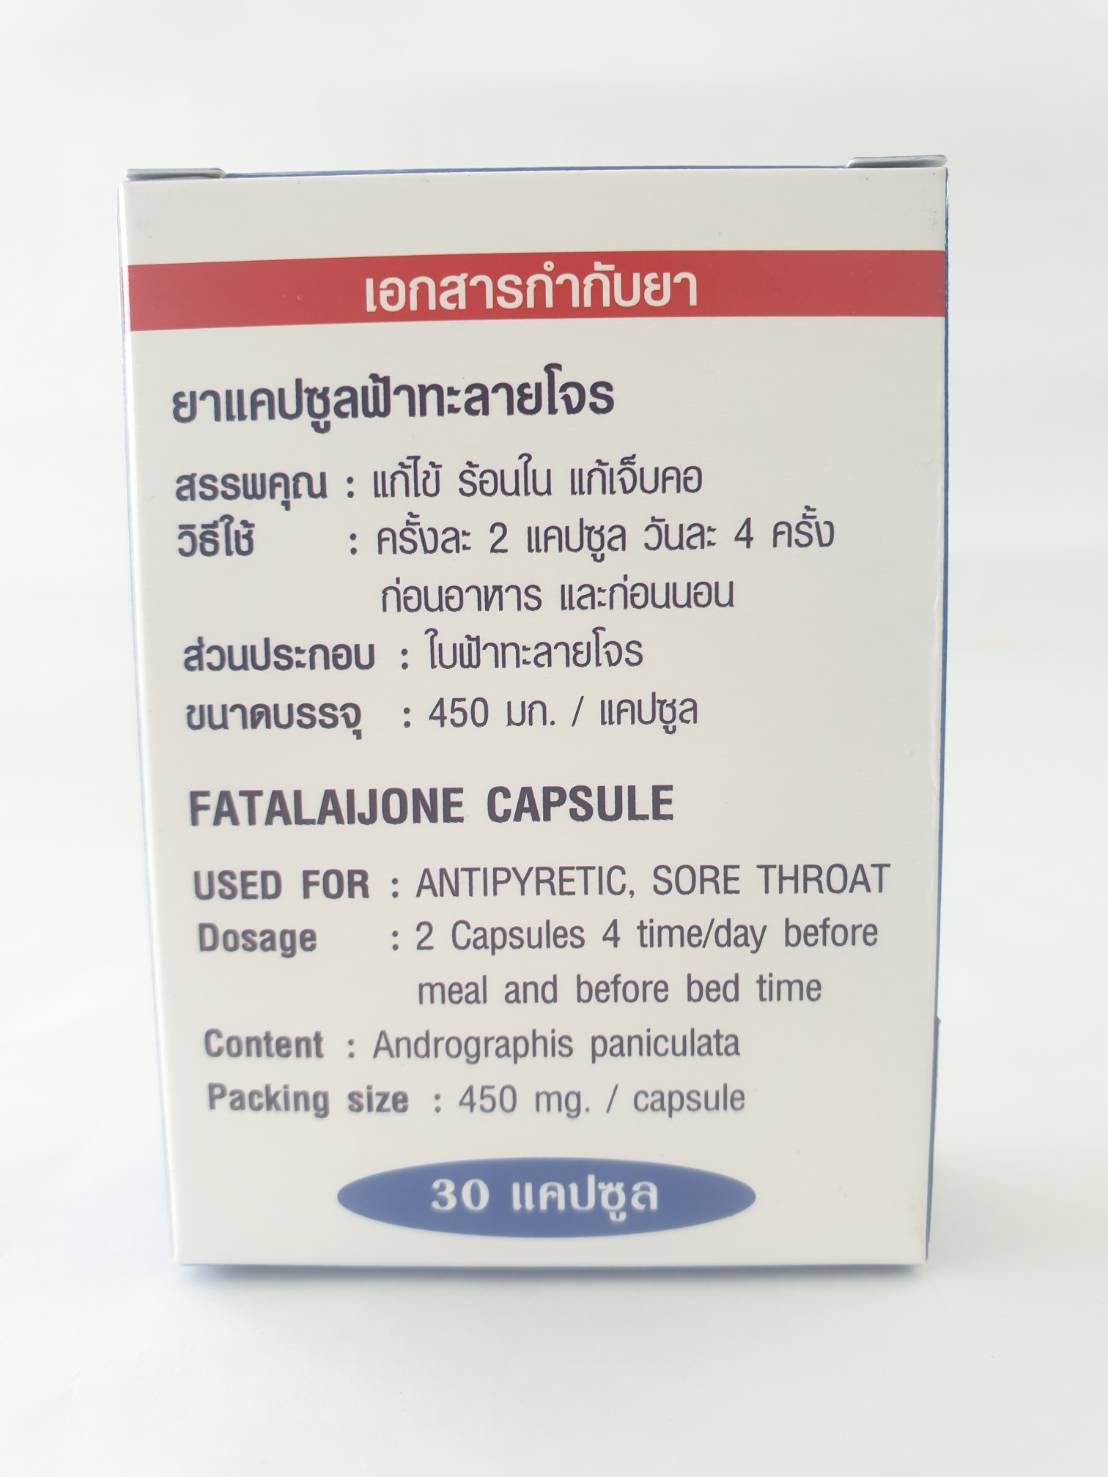 เอกสารกำกับยา
ยาแคปซูลฟ้าทะลายโจร
สรรพคุณ : แก้ไข้ ร้อนใน แก้เจ็บคอ
วิธีใช้ : ครั้งละ 2 แคปซูล วันละ 4 ครั้ง
ก่อนอาหาร และก่อนนอน
ส่วนประกอบ : ใบฟ้าทะลายโจร
ขนาดบรรจุ : 450 มก. / แคปซูล
FATALAIJONE CAPSULE
USED FOR : ANTIPYRETIC, SORE THROAT
Dosage : 2 Capsules 4 time/day before
meal and before bed time
Content : Andrographis paniculata
Packing size : 450 mg. / capsule
30 แคปซูล